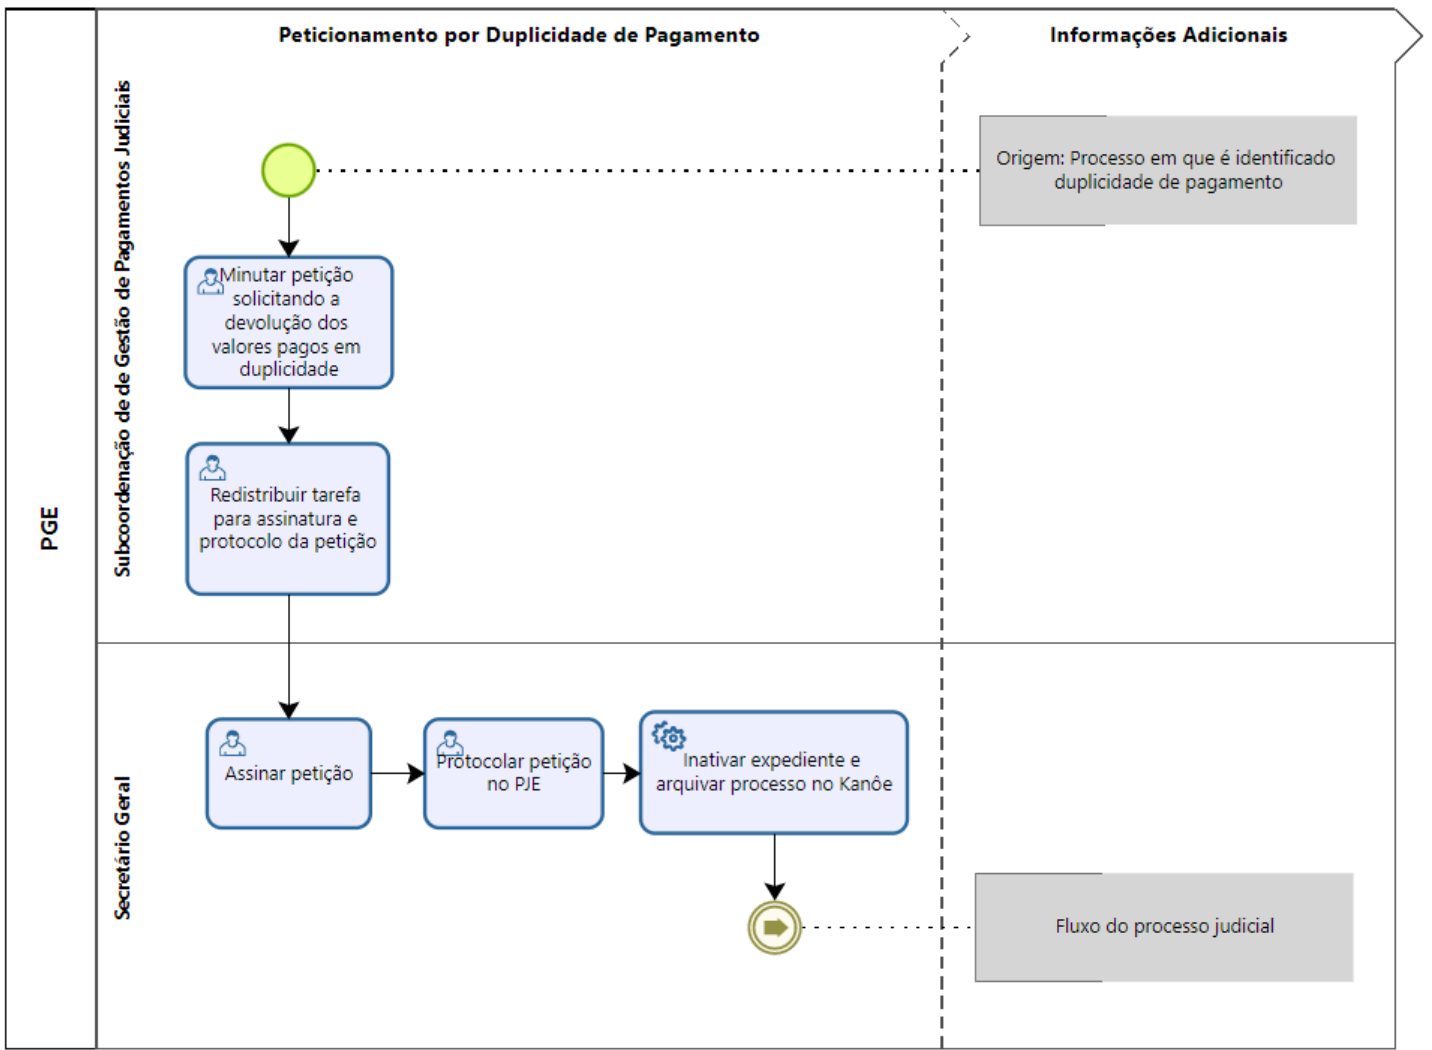 Peticionamento por Duplicidade de Pagamento
Informações Adicionais
PGE
Subcoordenação de de Gestão de Pagamentos Judiciais
Origem: Processo em que é identificado
duplicidade de pagamento
Minutar petição
solicitando a
devolução dos
valores pagos em
duplicidade
Redistribuir tarefa
para assinatura e
protocolo da petição
Secretário Geral
Assinar petição
Protocolar petição
no PJE
Inativar expediente e
arquivar processo no Kanôe
Fluxo do processo judicial